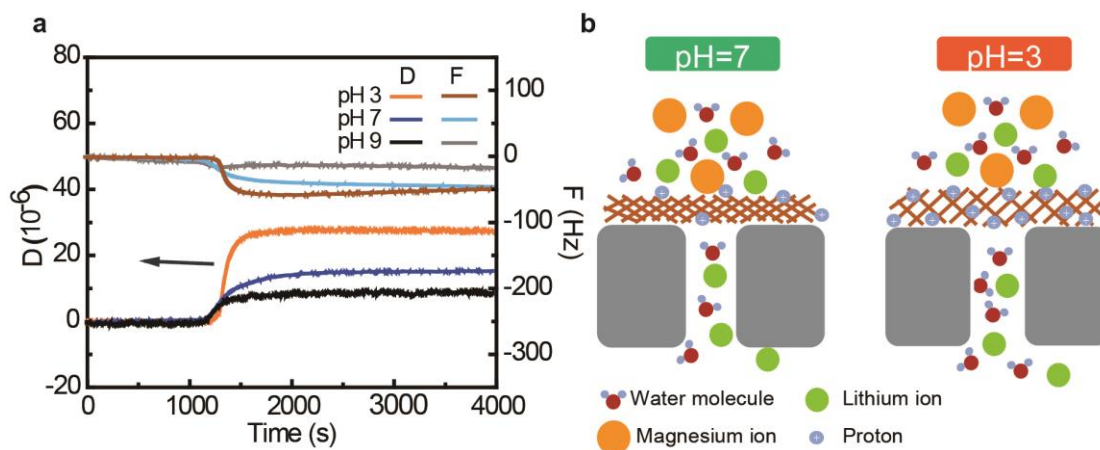 a
80
60
40
20
0
-20
D (10⁻⁶)
0
1000
2000
3000
4000
Time (s)
100
0
-100
-200
-300
F (Hz)
D F
pH 3
pH 7
pH 9
b
pH=7
pH=3
Water molecule
Lithium ion
Magnesium ion
Proton